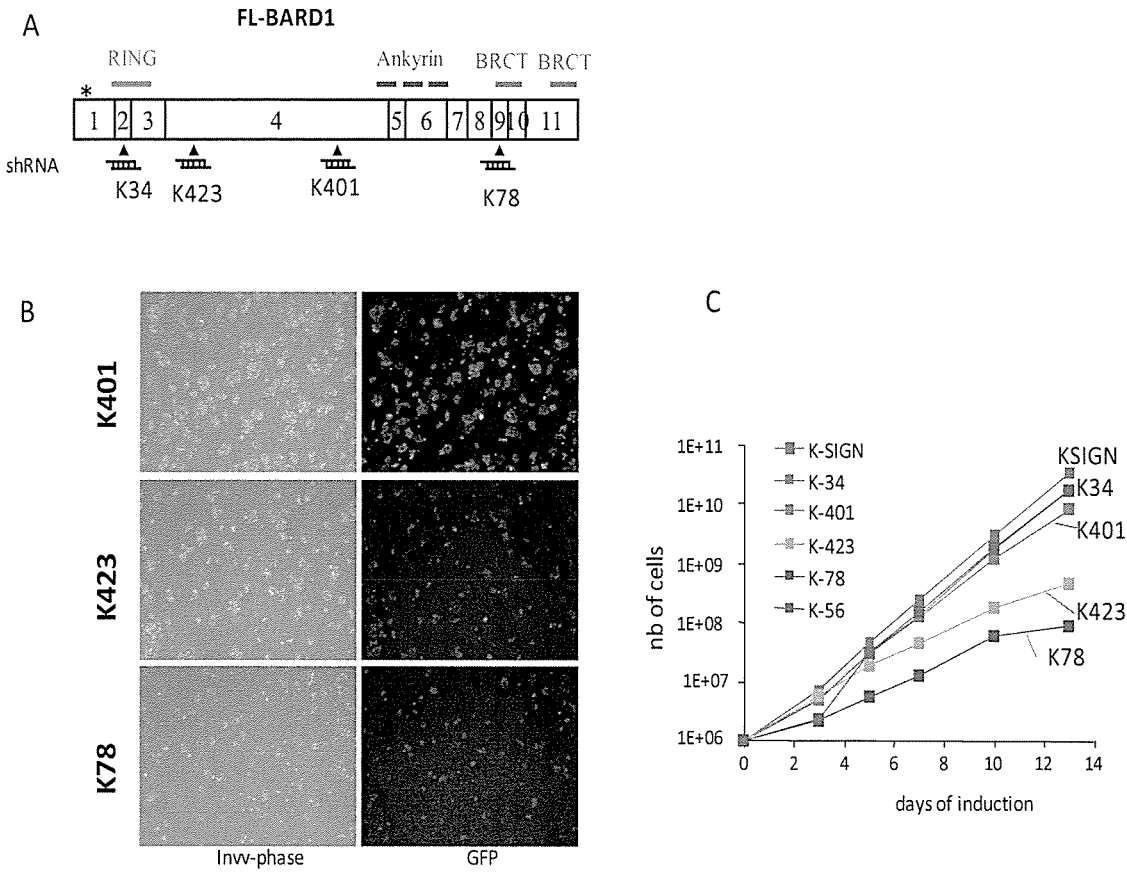 A
FL-BARD1
RING
Ankyrin
BRCT
BRCT
*
1 2 3 4 5 6 7 8 9 10 11
shRNA
K34
K423
K401
K78
B
K401
K423
K78
Invv-phase
GFP
C
nb of cells
1E+11
1E+10
1E+09
1E+08
1E+07
1E+06
K-SIGN
K-34
K-401
K-423
K-78
K-56
KSIGN
K34
K401
K423
K78
0 2 4 6 8 10 12 14
days of induction